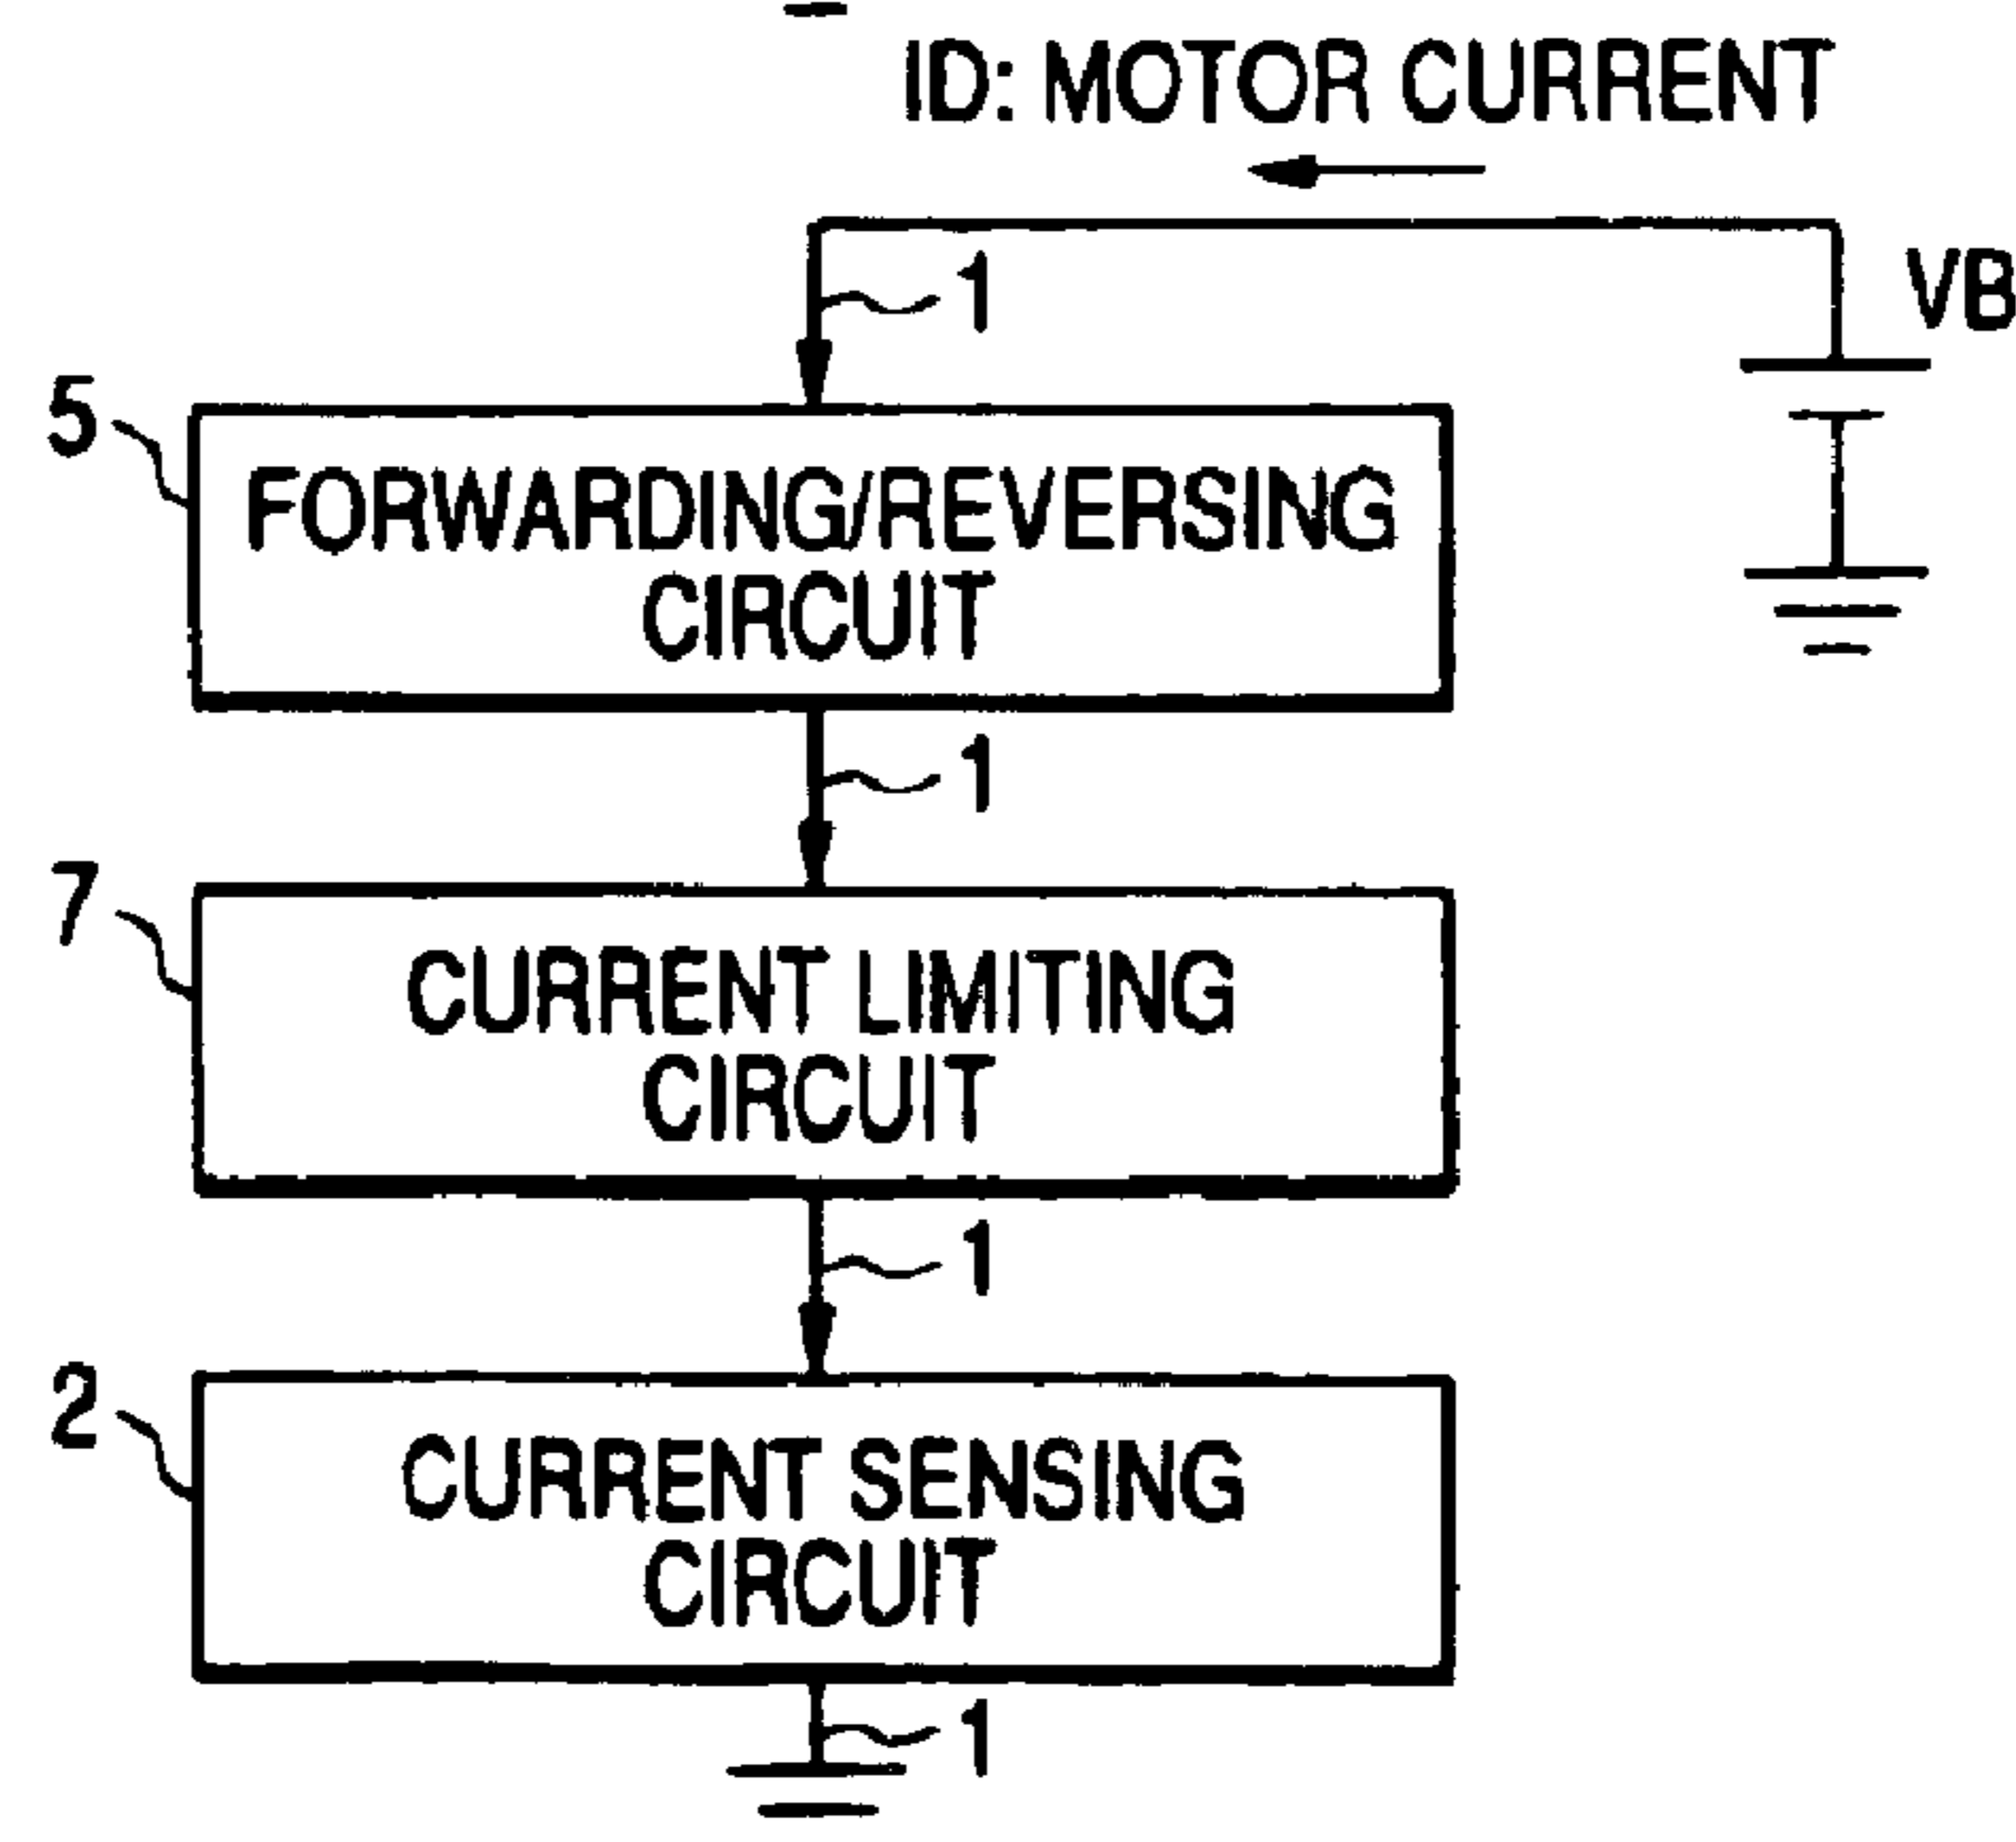 ID: MOTOR CURRENT
1
VB
5
FORWARDING/REVERSING
CIRCUIT
1
7
CURRENT LIMITING
CIRCUIT
1
2
CURRENT SENSING
CIRCUIT
1